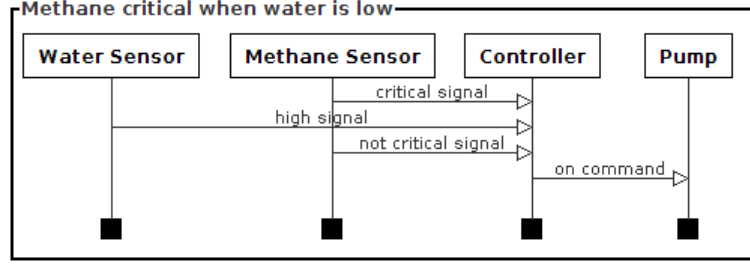 Methane critical when water is low
Water Sensor
Methane Sensor
Controller
Pump
critical signal
high signal
not critical signal
on command